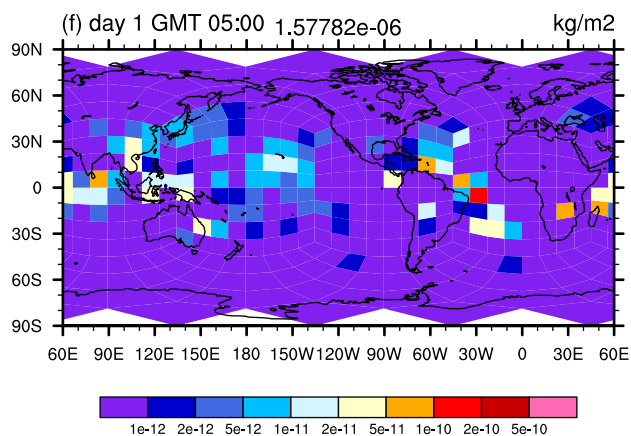 (f) day 1 GMT 05:00 1.57782e-06 kg/m2
90N
60N
30N
0
30S
60S
90S
60E 90E 120E 150E 180 150W 120W 90W 60W 30W 0 30E 60E
1e-12 2e-12 5e-12 1e-11 2e-11 5e-11 1e-10 2e-10 5e-10